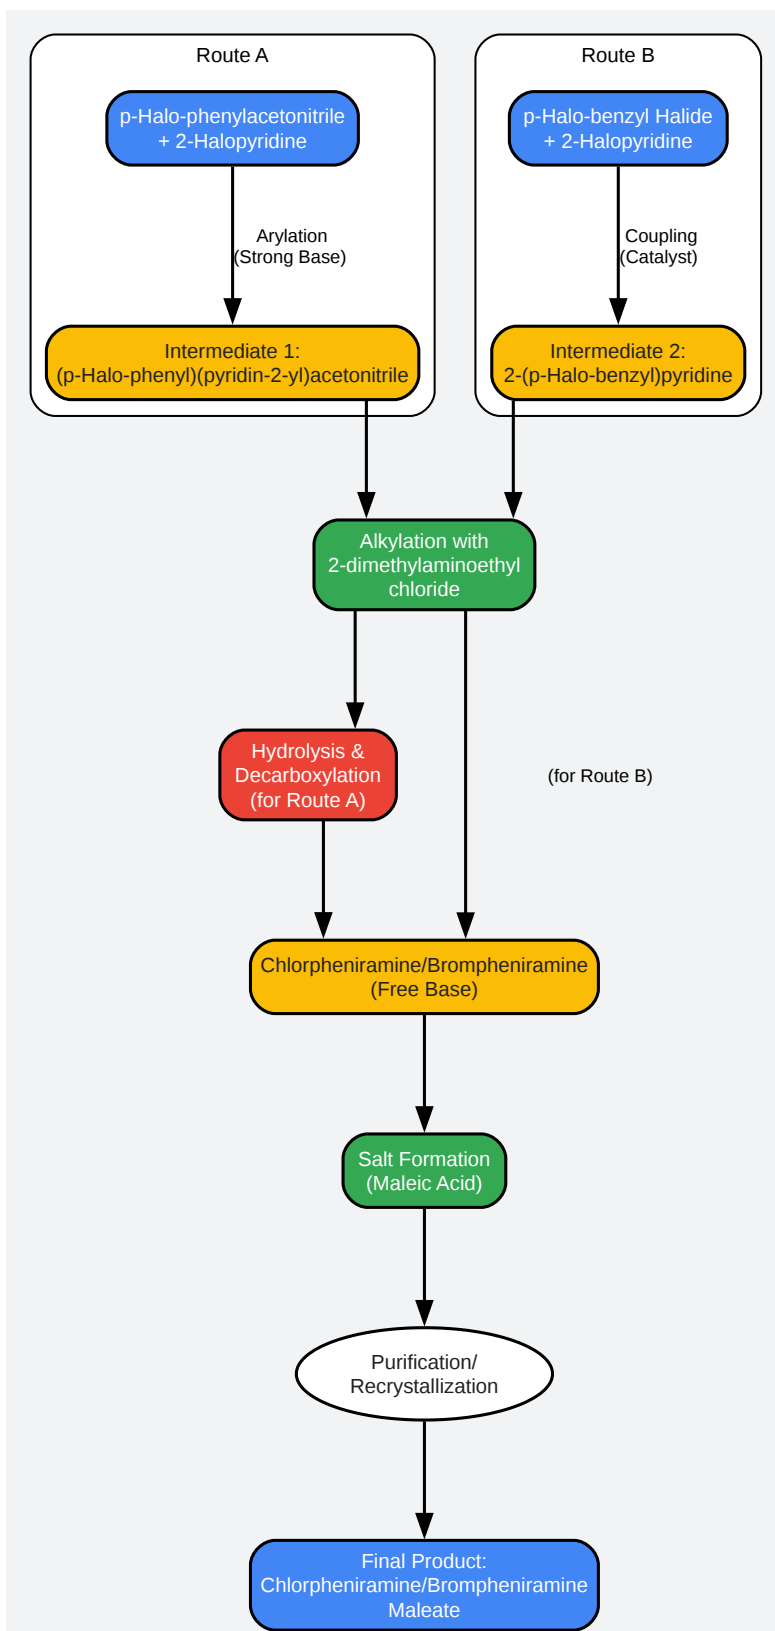 Route A
p-Halo-phenylacetonitrile
+ 2-Halopyridine
Arylation
(Strong Base)
Intermediate 1:
(p-Halo-phenyl)(pyridin-2-yl)acetonitrile
Route B
p-Halo-benzyl Halide
+ 2-Halopyridine
Coupling
(Catalyst)
Intermediate 2:
2-(p-Halo-benzyl)pyridine
Alkylation with
2-dimethylaminoethyl
chloride
Hydrolysis &
Decarboxylation
(for Route A)
(for Route B)
Chlorpheniramine/Brompheniramine
(Free Base)
Salt Formation
(Maleic Acid)
Purification/
Recrystallization
Final Product:
Chlorpheniramine/Brompheniramine
Maleate